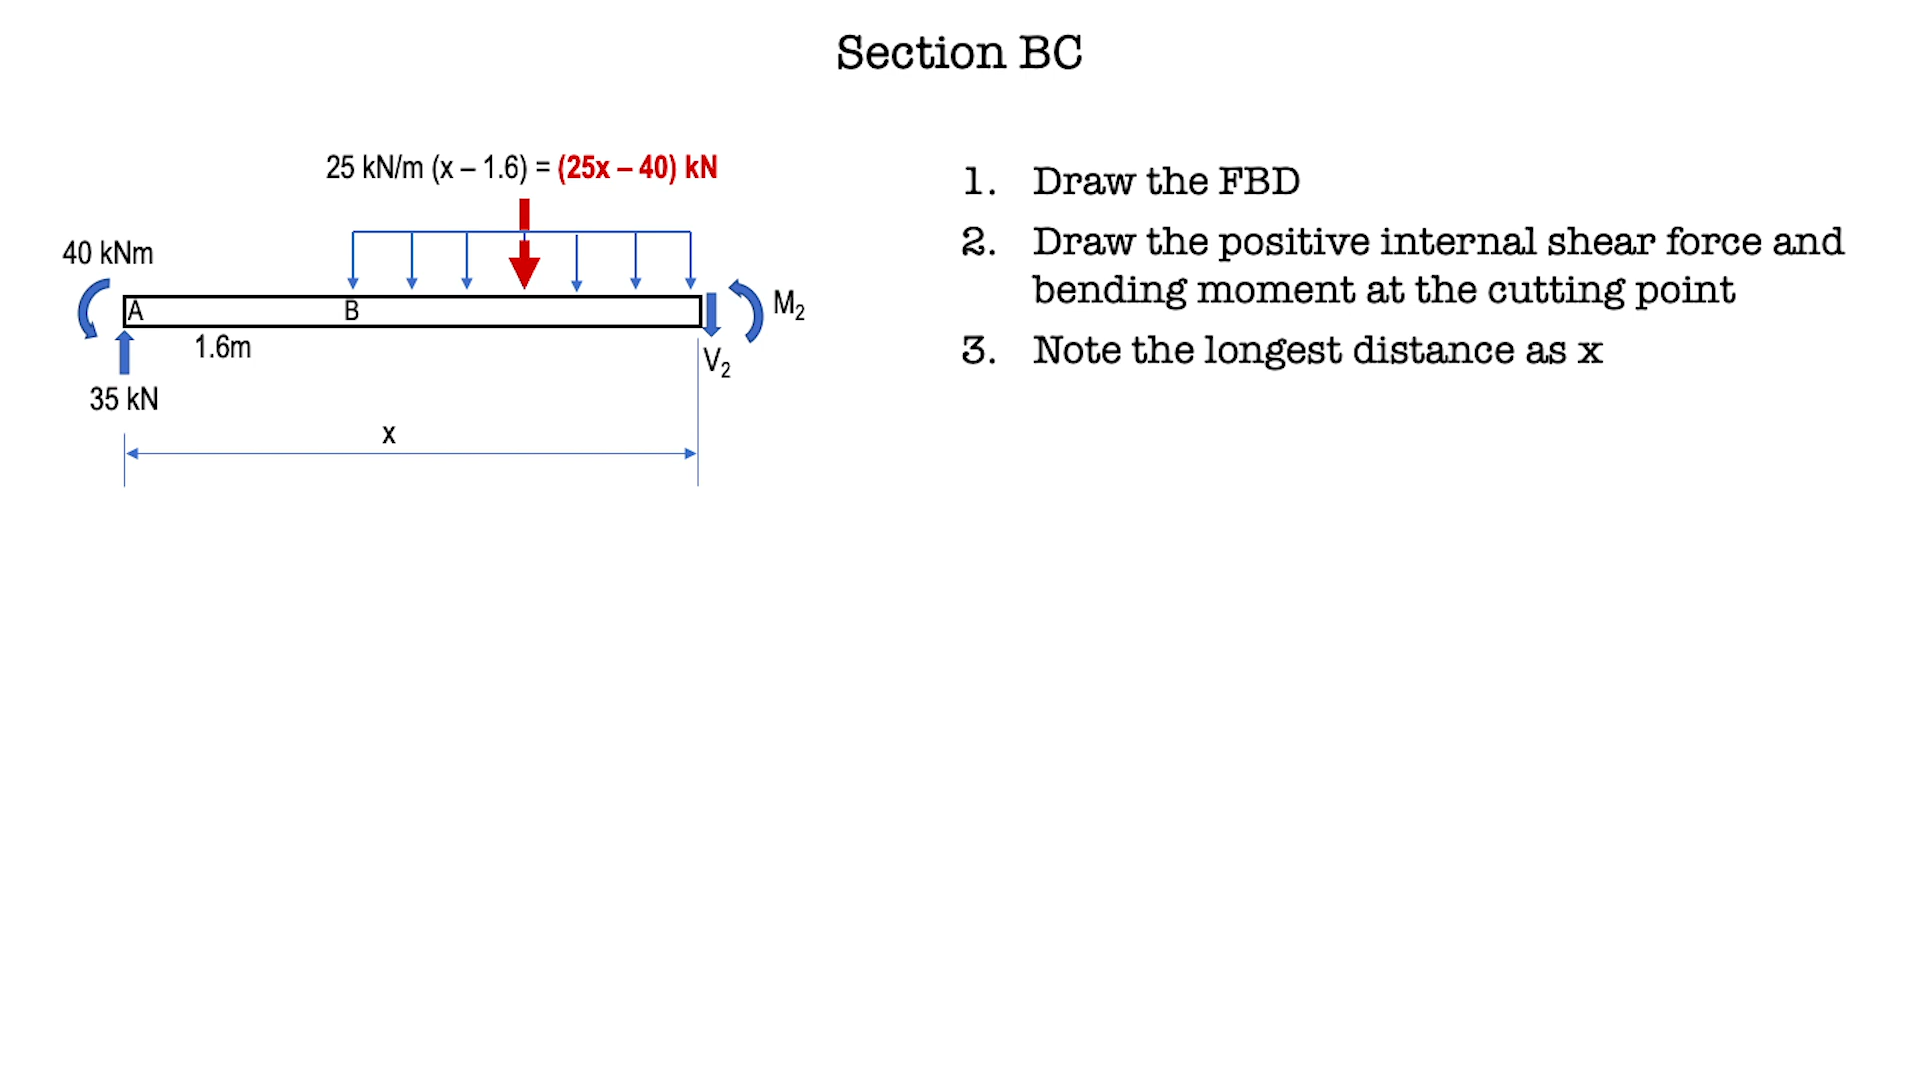 Section BC
25 kN/m (x – 1.6) = (25x – 40) kN
40 kNm
A
B
M₂
1.6m
V₂
35 kN
x
1. Draw the FBD
2. Draw the positive internal shear force and
bending moment at the cutting point
3. Note the longest distance as x